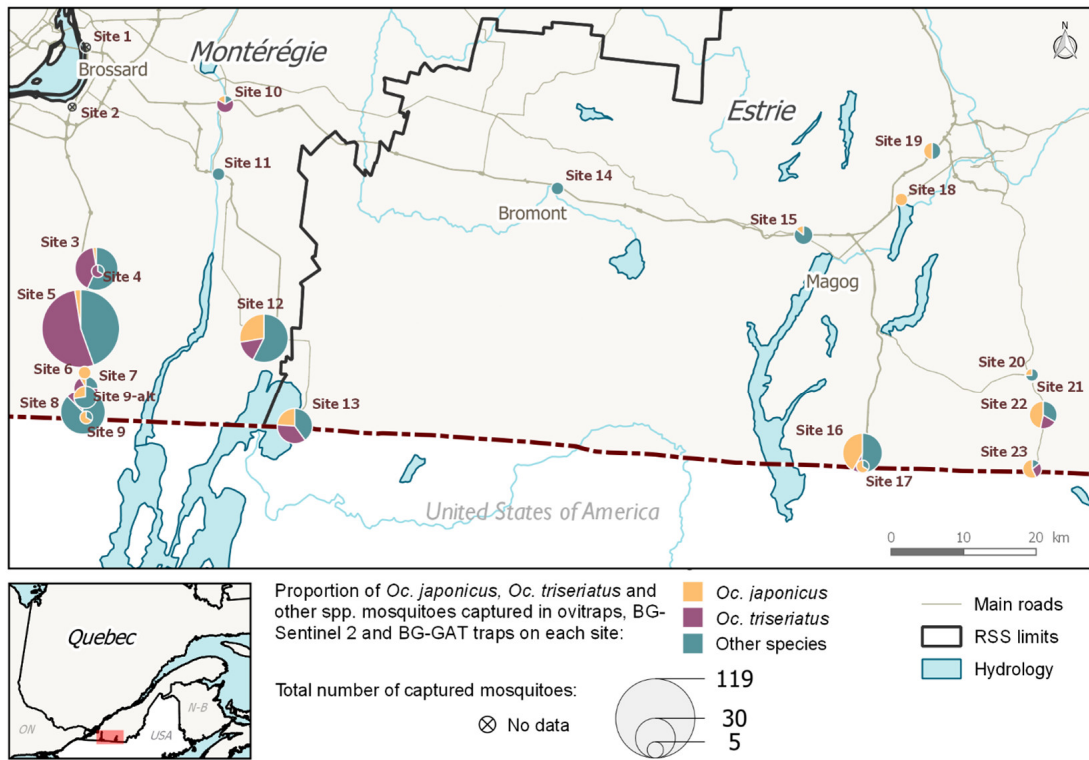 Site 1
Montérégie
Brossard
Site 2
Site 10
Site 11
Estrie
Site 19
Site 18
Site 14
Bromont
Site 15
Magog
Site 3
Site 4
Site 5
Site 12
Site 6
Site 7
Site 8
Site 9-alt
Site 9
Site 13
Site 16
Site 17
Site 20
Site 21
Site 22
Site 23
N
United States of America
0 10 20 km
Quebec
ON
N-B
USA
Proportion of Oc. japonicus, Oc. triseriatus and
other spp. mosquitoes captured in ovitraps, BG-
Sentinel 2 and BG-GAT traps on each site:
Oc. japonicus
Oc. triseriatus
Other species
Total number of captured mosquitoes:
No data
119
30
5
Main roads
RSS limits
Hydrology